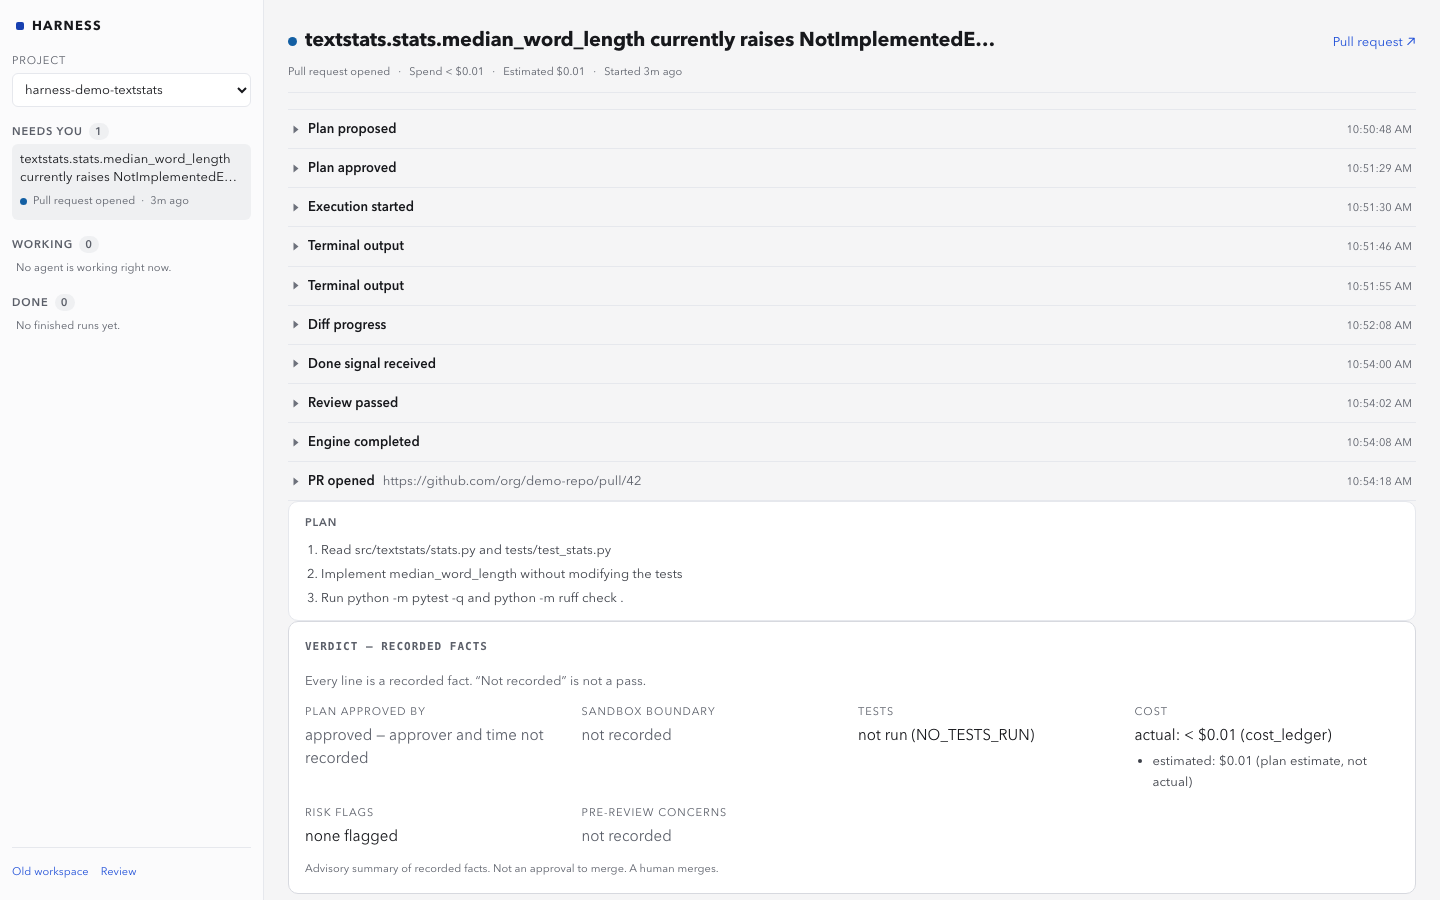 HARNESS
PROJECT
harness-demo-textstats
NEEDS YOU 1
textstats.stats.median_word_length
currently raises NotImplementedE…
Pull request opened · 3m ago
WORKING 0
No agent is working right now.
DONE 0
No finished runs yet.
Old workspace Review
textstats.stats.median_word_length currently raises NotImplementedE…
Pull request ↗
Pull request opened · Spend < $0.01 · Estimated $0.01 · Started 3m ago
Plan proposed 10:50:48 AM
Plan approved 10:51:29 AM
Execution started 10:51:30 AM
Terminal output 10:51:46 AM
Terminal output 10:51:55 AM
Diff progress 10:52:08 AM
Done signal received 10:54:00 AM
Review passed 10:54:02 AM
Engine completed 10:54:08 AM
PR opened https://github.com/org/demo-repo/pull/42 10:54:18 AM
PLAN
1. Read src/textstats/stats.py and tests/test_stats.py
2. Implement median_word_length without modifying the tests
3. Run python -m pytest -q and python -m ruff check .
VERDICT — RECORDED FACTS
Every line is a recorded fact. “Not recorded” is not a pass.
PLAN APPROVED BY
approved — approver and time not
recorded
SANDBOX BOUNDARY
not recorded
TESTS
not run (NO_TESTS_RUN)
COST
actual: < $0.01 (cost_ledger)
• estimated: $0.01 (plan estimate, not
actual)
RISK FLAGS
none flagged
PRE-REVIEW CONCERNS
not recorded
Advisory summary of recorded facts. Not an approval to merge. A human merges.